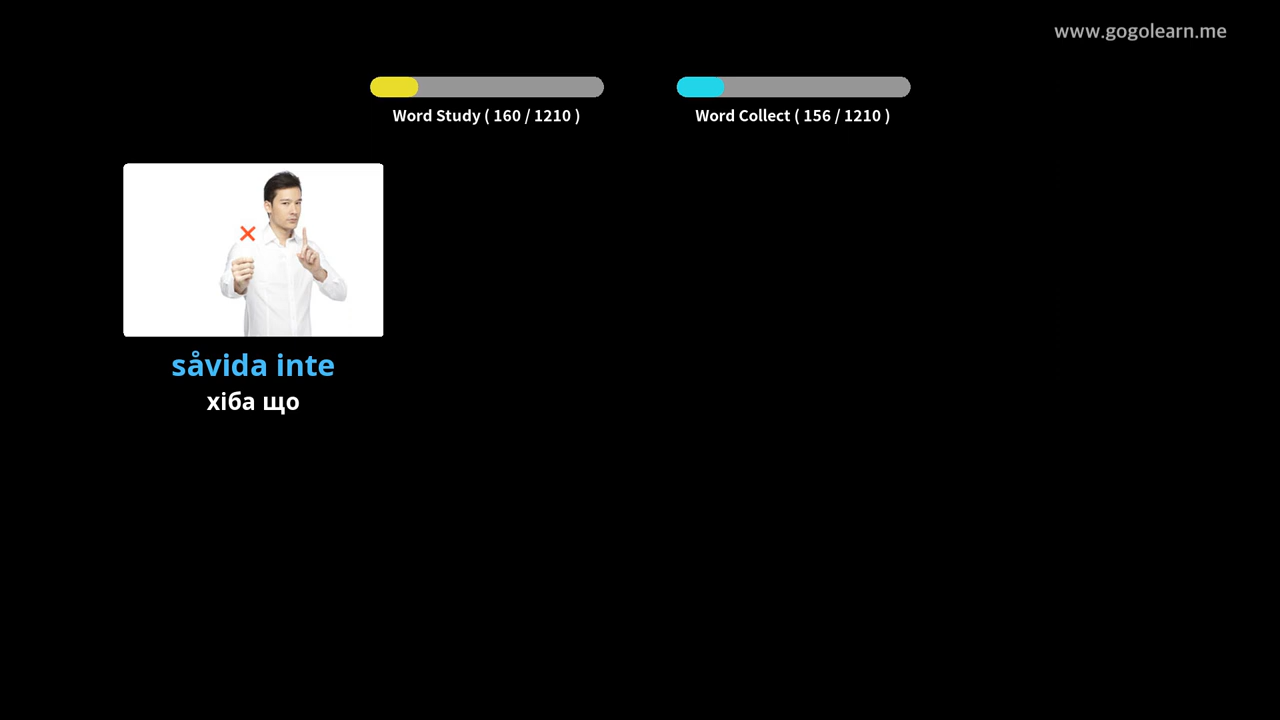 www.gogolearn.me
Word Study ( 160 / 1210 )
Word Collect ( 156 / 1210 )
såvida inte
хіба що